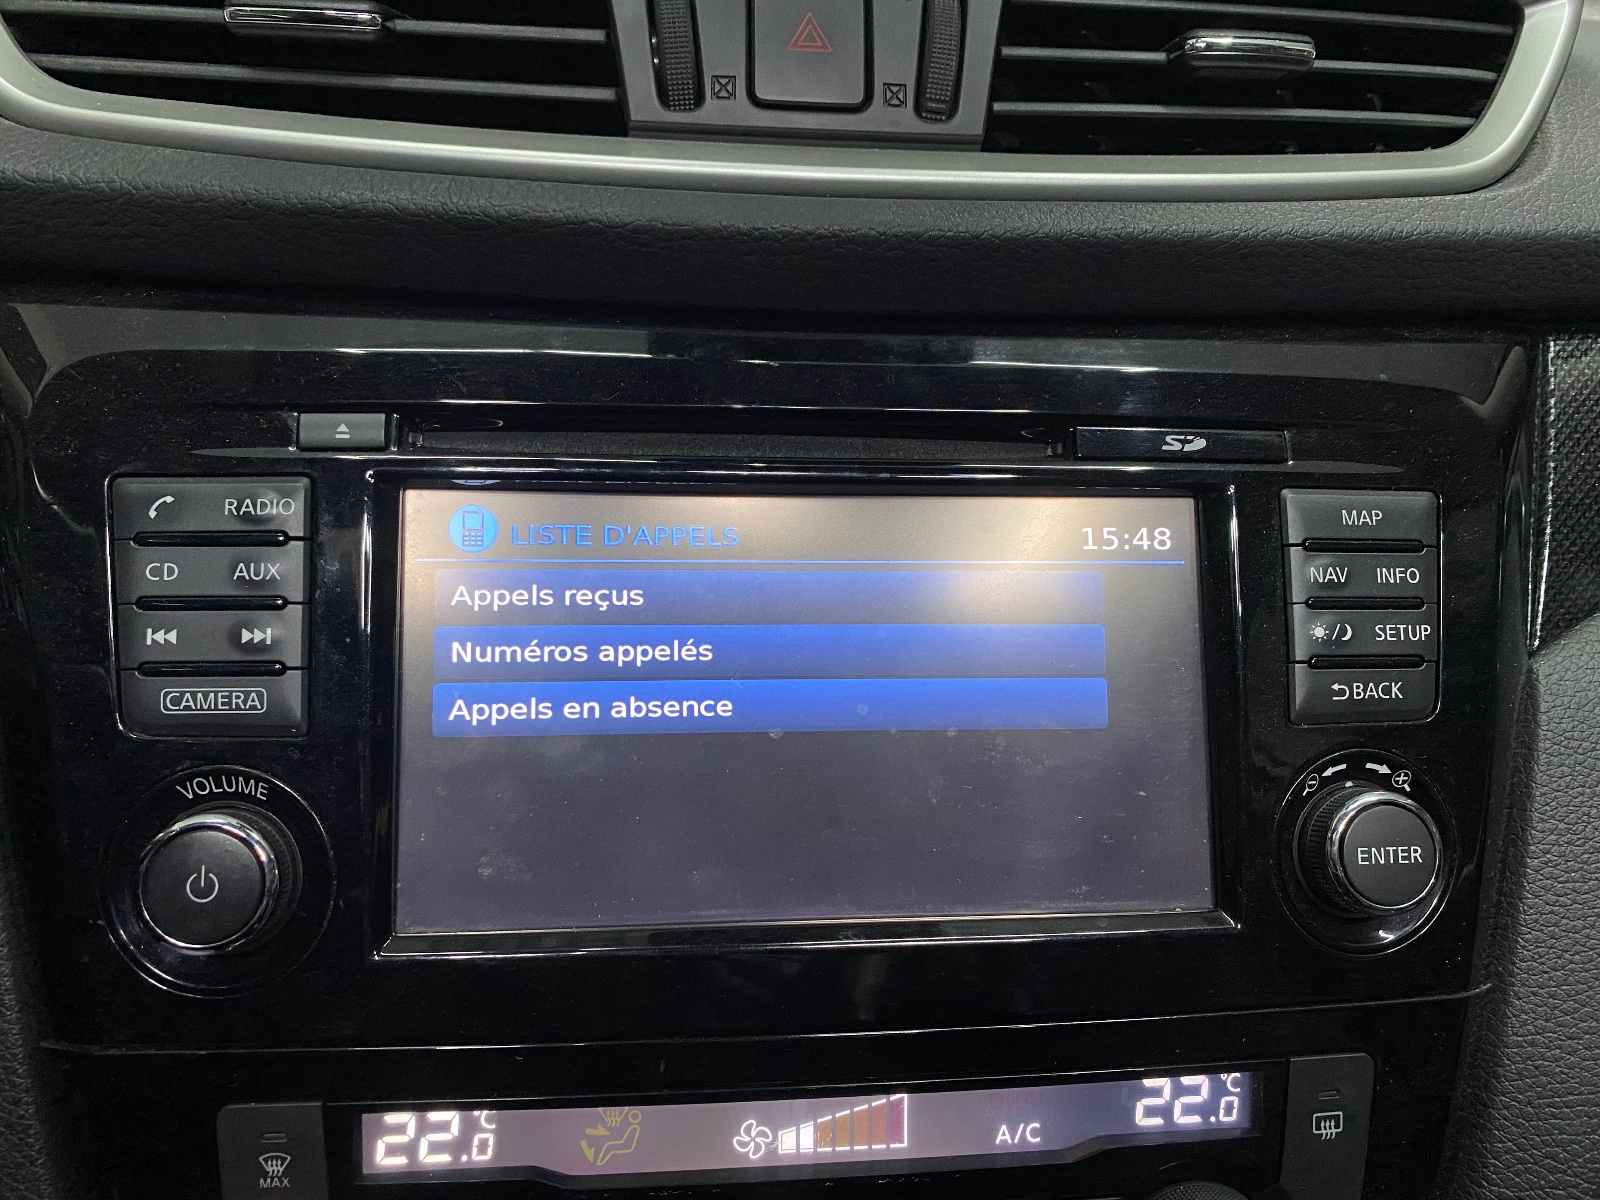 SD
RADIO
CD AUX
CAMERA
VOLUME
LISTE D'APPELS 15:48
Appels reçus
Numéros appelés
Appels en absence
MAP
NAV INFO
SETUP
BACK
ENTER
22.0 °C
A/C
22.0 °C
MAX